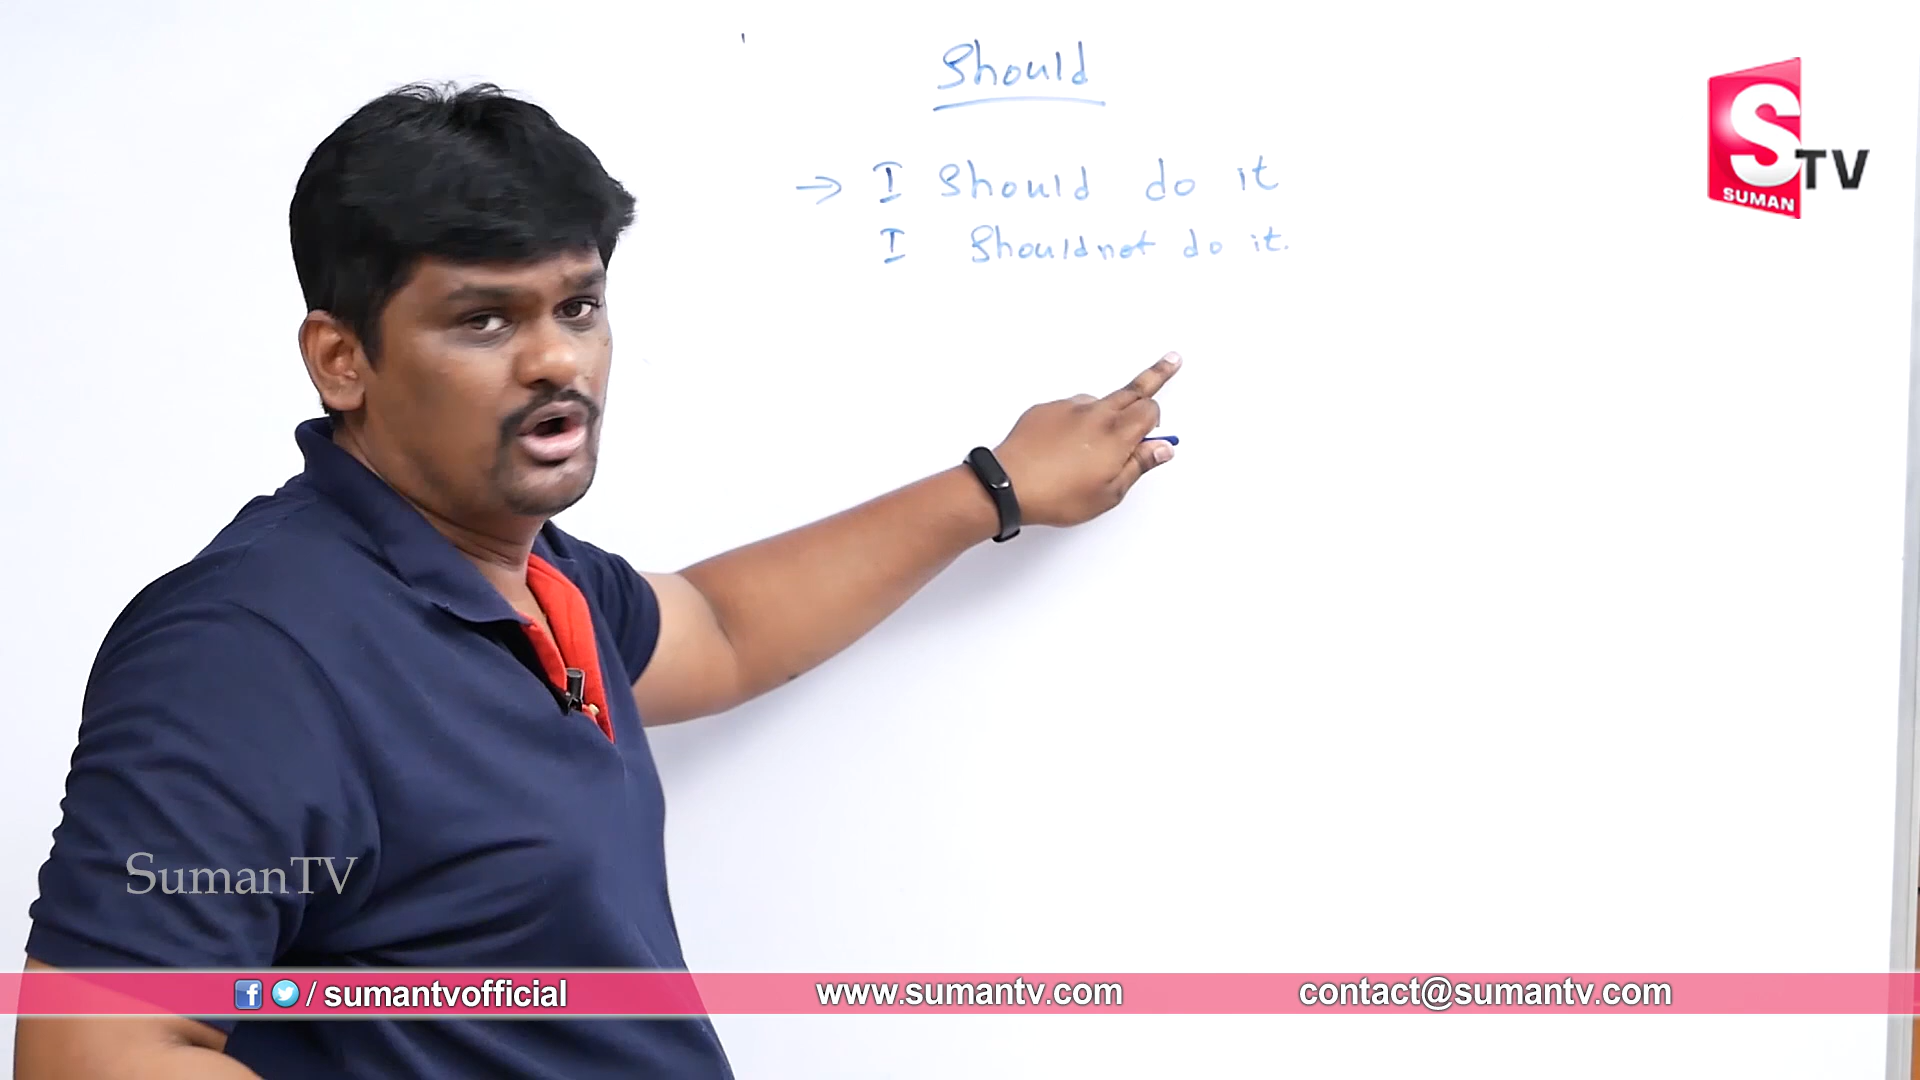 Should
→ I Should do it
I Shouldnot do it.
S TV
SUMAN
SumanTV
/ sumantvofficial
www.sumantv.com
contact@sumantv.com